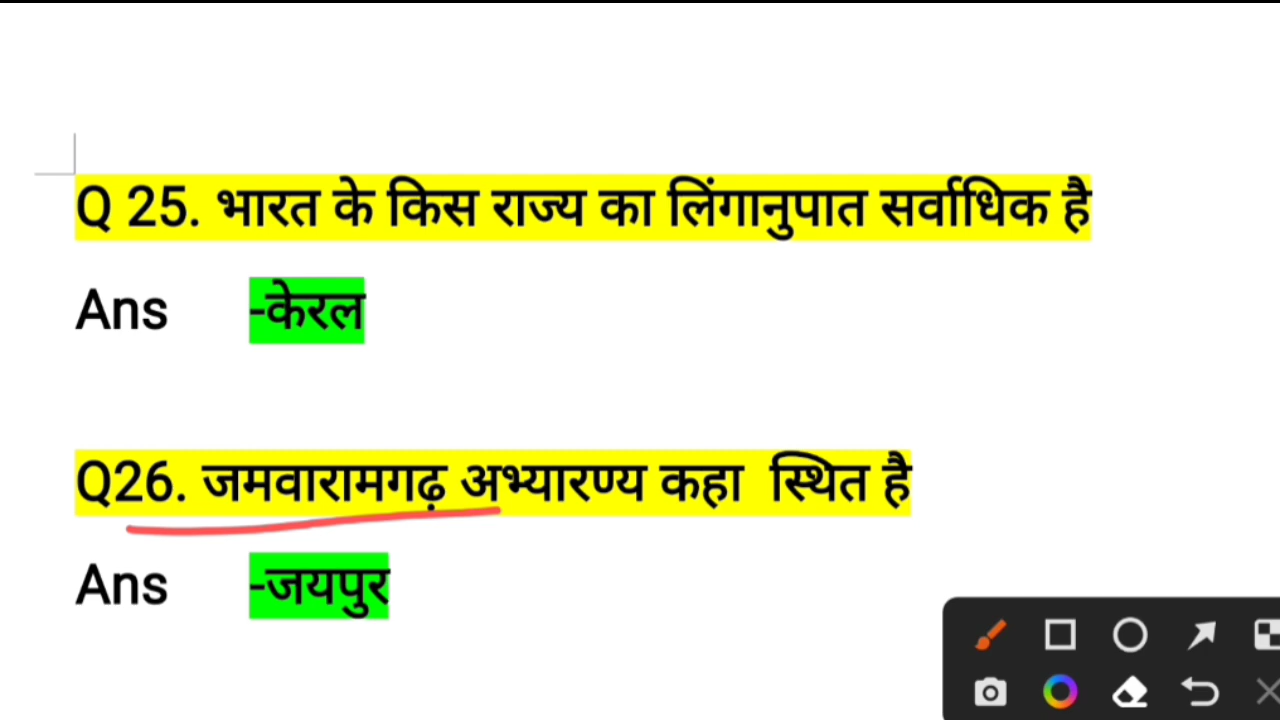 Q 25. भारत के किस राज्य का लिंगानुपात सर्वाधिक है
Ans -केरल
Q26. जमवारामगढ़ अभ्यारण्य कहा स्थित है
Ans -जयपुर